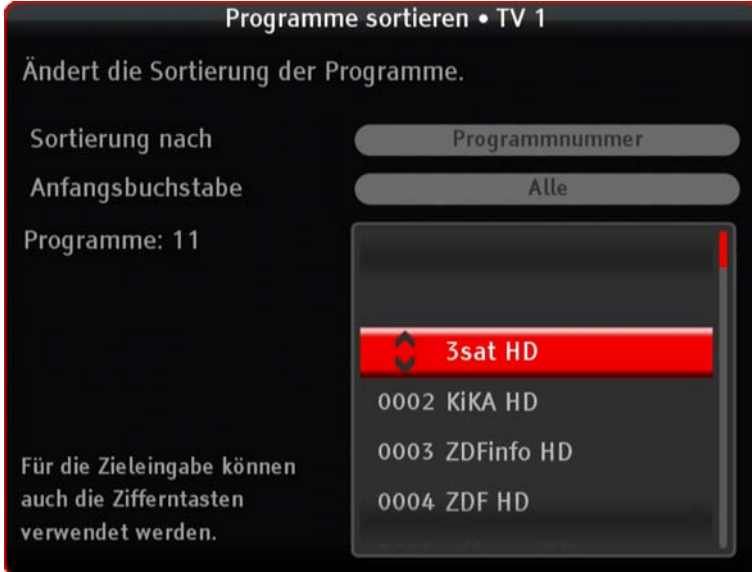 Programme sortieren • TV 1
Ändert die Sortierung der Programme.
Sortierung nach Programmnummer
Anfangsbuchstabe Alle
Programme: 11
3sat HD
0002 KiKA HD
0003 ZDFinfo HD
0004 ZDF HD
Für die Zieleingabe können
auch die Zifferntasten
verwendet werden.